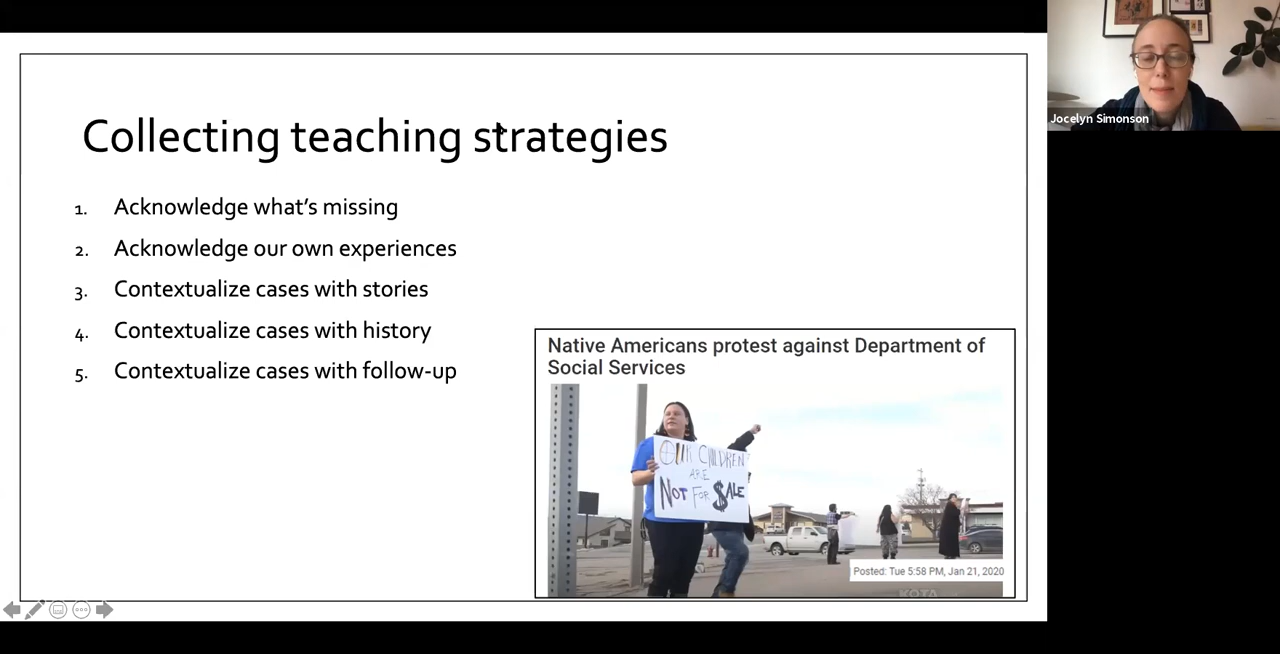 Collecting teaching strategies
1. Acknowledge what's missing
2. Acknowledge our own experiences
3. Contextualize cases with stories
4. Contextualize cases with history
5. Contextualize cases with follow-up
Native Americans protest against Department of
Social Services
OUR CHILDREN
ARE
NOT FOR $ALE
Posted: Tue 5:58 PM, Jan 21, 2020
KOTA
Jocelyn Simonson